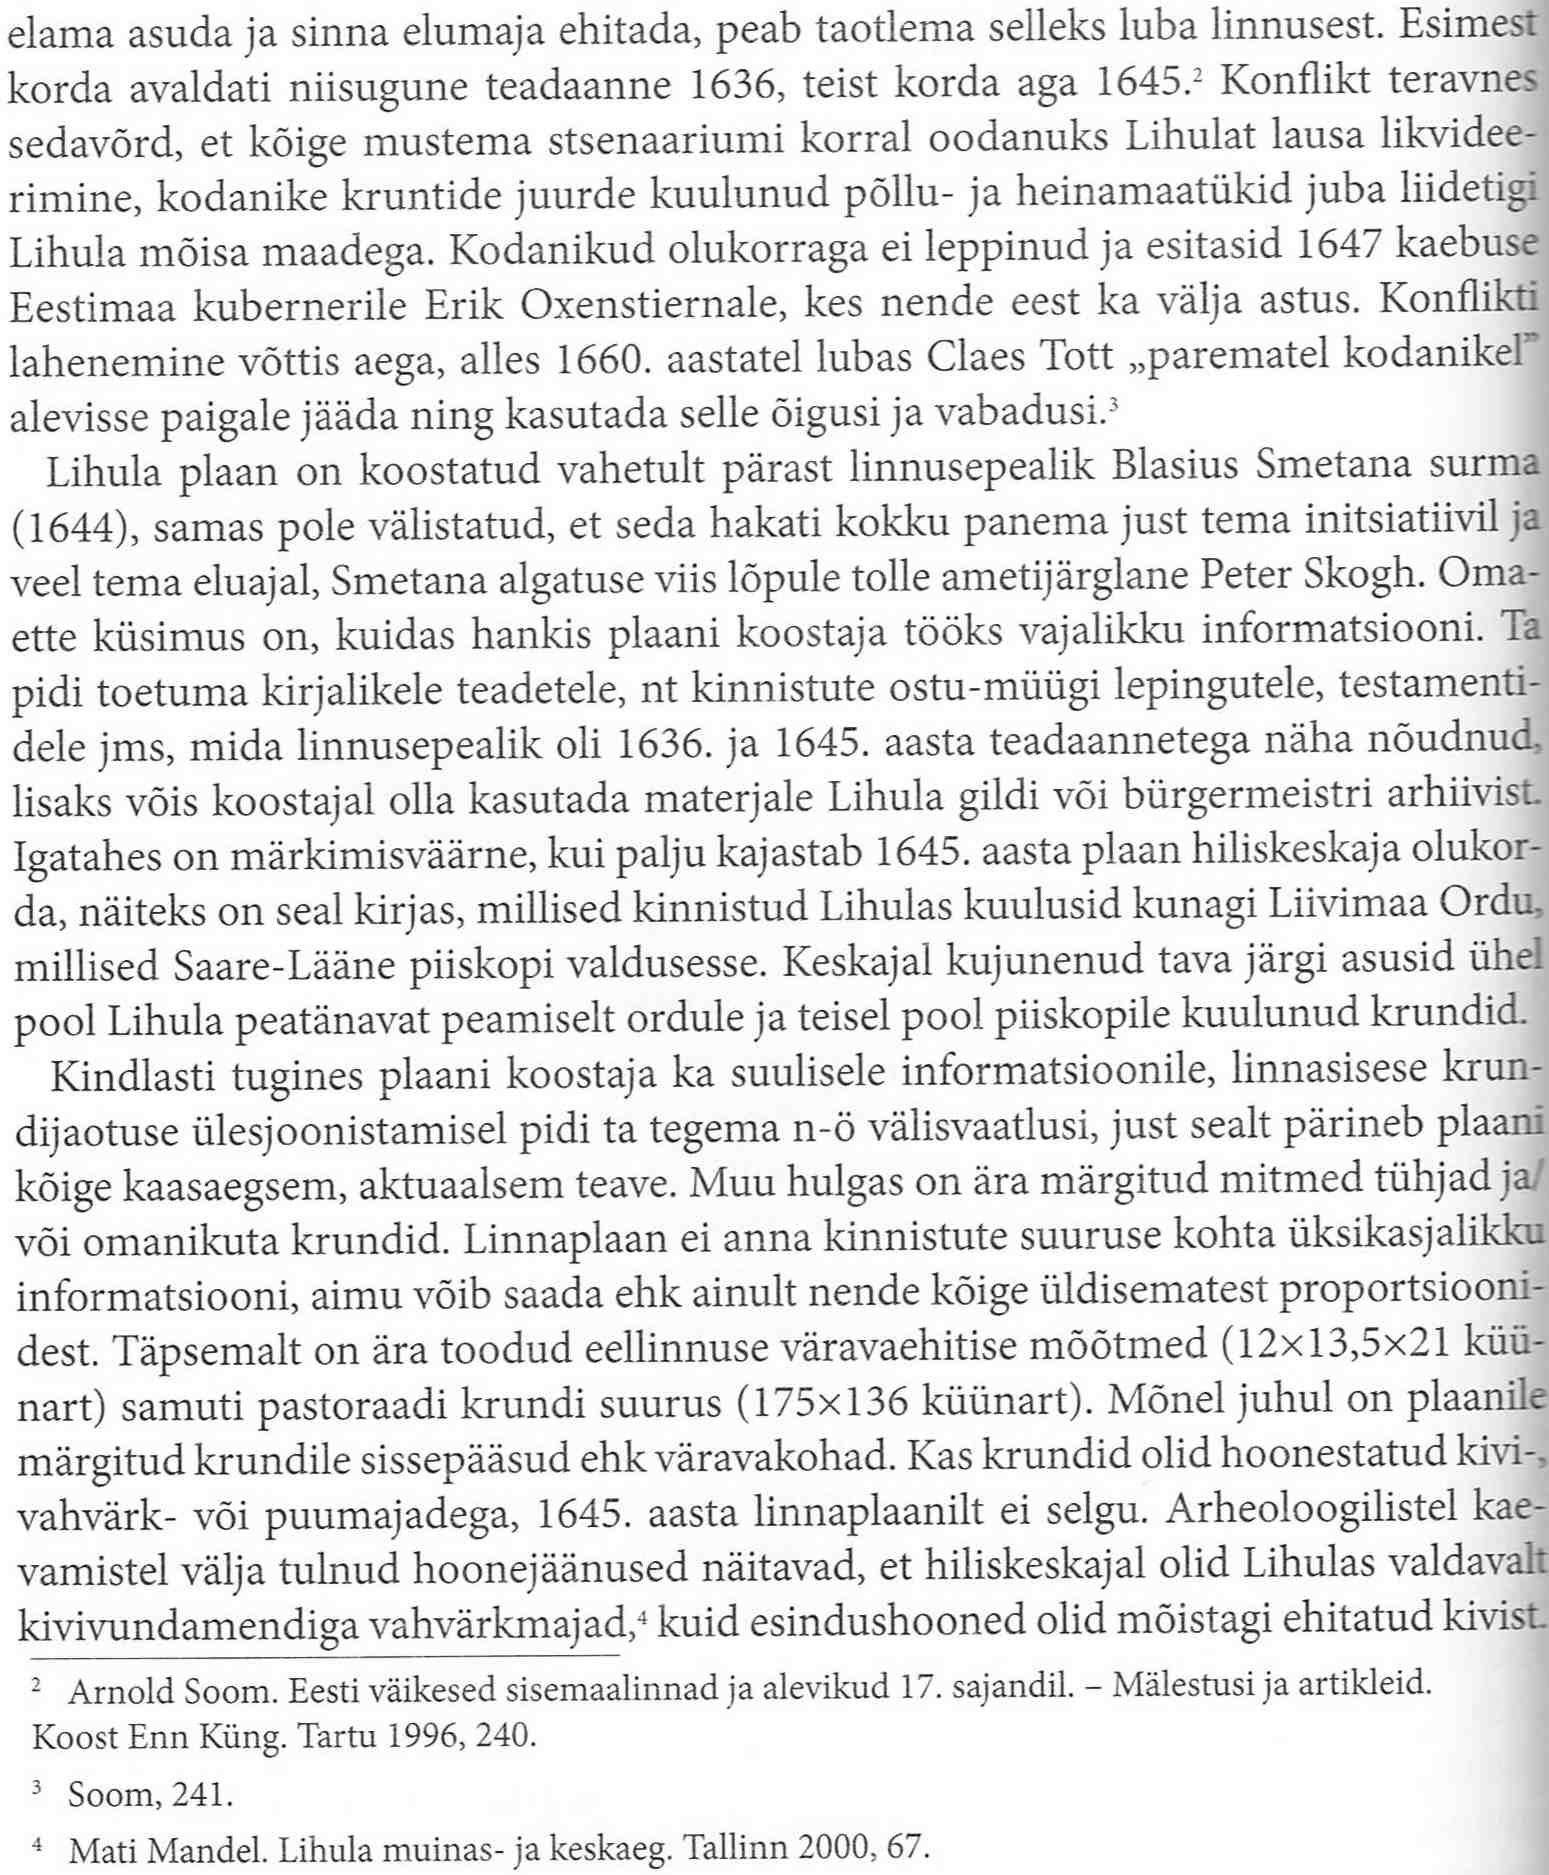 elama asuda ja sinna elumaja ehitada, peab taotlema selleks luba linnusest. Esimest
korda avaldati niisugune teadaanne 1636, teist korda aga 1645.² Konflikt teravnes
sedavõrd, et kõige mustema stsenaariumi korral oodanuks Lihulat lausa likvidee-
rimine, kodanike kruntide juurde kuulunud põllu- ja heinamaatükid juba liidetigi
Lihula mõisa maadega. Kodanikud olukorraga ei leppinud ja esitasid 1647 kaebuse
Eestimaa kubernerile Erik Oxenstiernale, kes nende eest ka välja astus. Konflikti
lahenemine võttis aega, alles 1660. aastatel lubas Claes Tott „parematel kodanikel”
alevisse paigale jääda ning kasutada selle õigusi ja vabadusi.³
Lihula plaan on koostatud vahetult pärast linnusepealik Blasius Smetana surma
(1644), samas pole välistatud, et seda hakati kokku panema just tema initsiatiivil ja
veel tema eluajal, Smetana algatuse viis lõpule tolle ametijärglane Peter Skogh. Oma-
ette küsimus on, kuidas hankis plaani koostaja tööks vajalikku informatsiooni. Ta
pidi toetuma kirjalikele teadetele, nt kinnistute ostu-müügi lepingutele, testamenti-
dele jms, mida linnusepealik oli 1636. ja 1645. aasta teadaannetega näha nõudnud,
lisaks võis koostajal olla kasutada materjale Lihula gildi või bürgermeistri arhiivist.
Igatahes on märkimisväärne, kui palju kajastab 1645. aasta plaan hiliskeskaja olukor-
da, näiteks on seal kirjas, millised kinnistud Lihulas kuulusid kunagi Liivimaa Ordu,
millised Saare-Lääne piiskopi valdusesse. Keskajal kujunenud tava järgi asusid ühel
pool Lihula peatänavat peamiselt ordule ja teisel pool piiskopile kuulunud krundid.
Kindlasti tugines plaani koostaja ka suulisele informatsioonile, linnasisese krun-
dijaotuse ülesjoonistamisel pidi ta tegema n-ö välisvaatlusi, just sealt pärineb plaani
kõige kaasaegsem, aktuaalsem teave. Muu hulgas on ära märgitud mitmed tühjad ja/
või omanikuta krundid. Linnaplaan ei anna kinnistute suuruse kohta üksikasjalikku
informatsiooni, aimu võib saada ehk ainult nende kõige üldisematest proportsiooni-
dest. Täpsemalt on ära toodud eellinnuse väravaehitise mõõtmed (12×13,5×21 küü-
nart) samuti pastoraadi krundi suurus (175×136 küünart). Mõnel juhul on plaanile
märgitud krundile sissepääsud ehk väravakohad. Kas krundid olid hoonestatud kivi-,
vahvärk- või puumajadega, 1645. aasta linnaplaanilt ei selgu. Arheoloogilistel kae-
vamistel välja tulnud hoonejäänused näitavad, et hiliskeskajal olid Lihulas valdavalt
kivivundamendiga vahvärkmajad,⁴ kuid esindushooned olid mõistagi ehitatud kivist.
² Arnold Soom. Eesti väikesed sisemaalinnad ja alevikud 17. sajandil. – Mälestusi ja artikleid.
Koost Enn Küng. Tartu 1996, 240.
³ Soom, 241.
⁴ Mati Mandel. Lihula muinas- ja keskaeg. Tallinn 2000, 67.